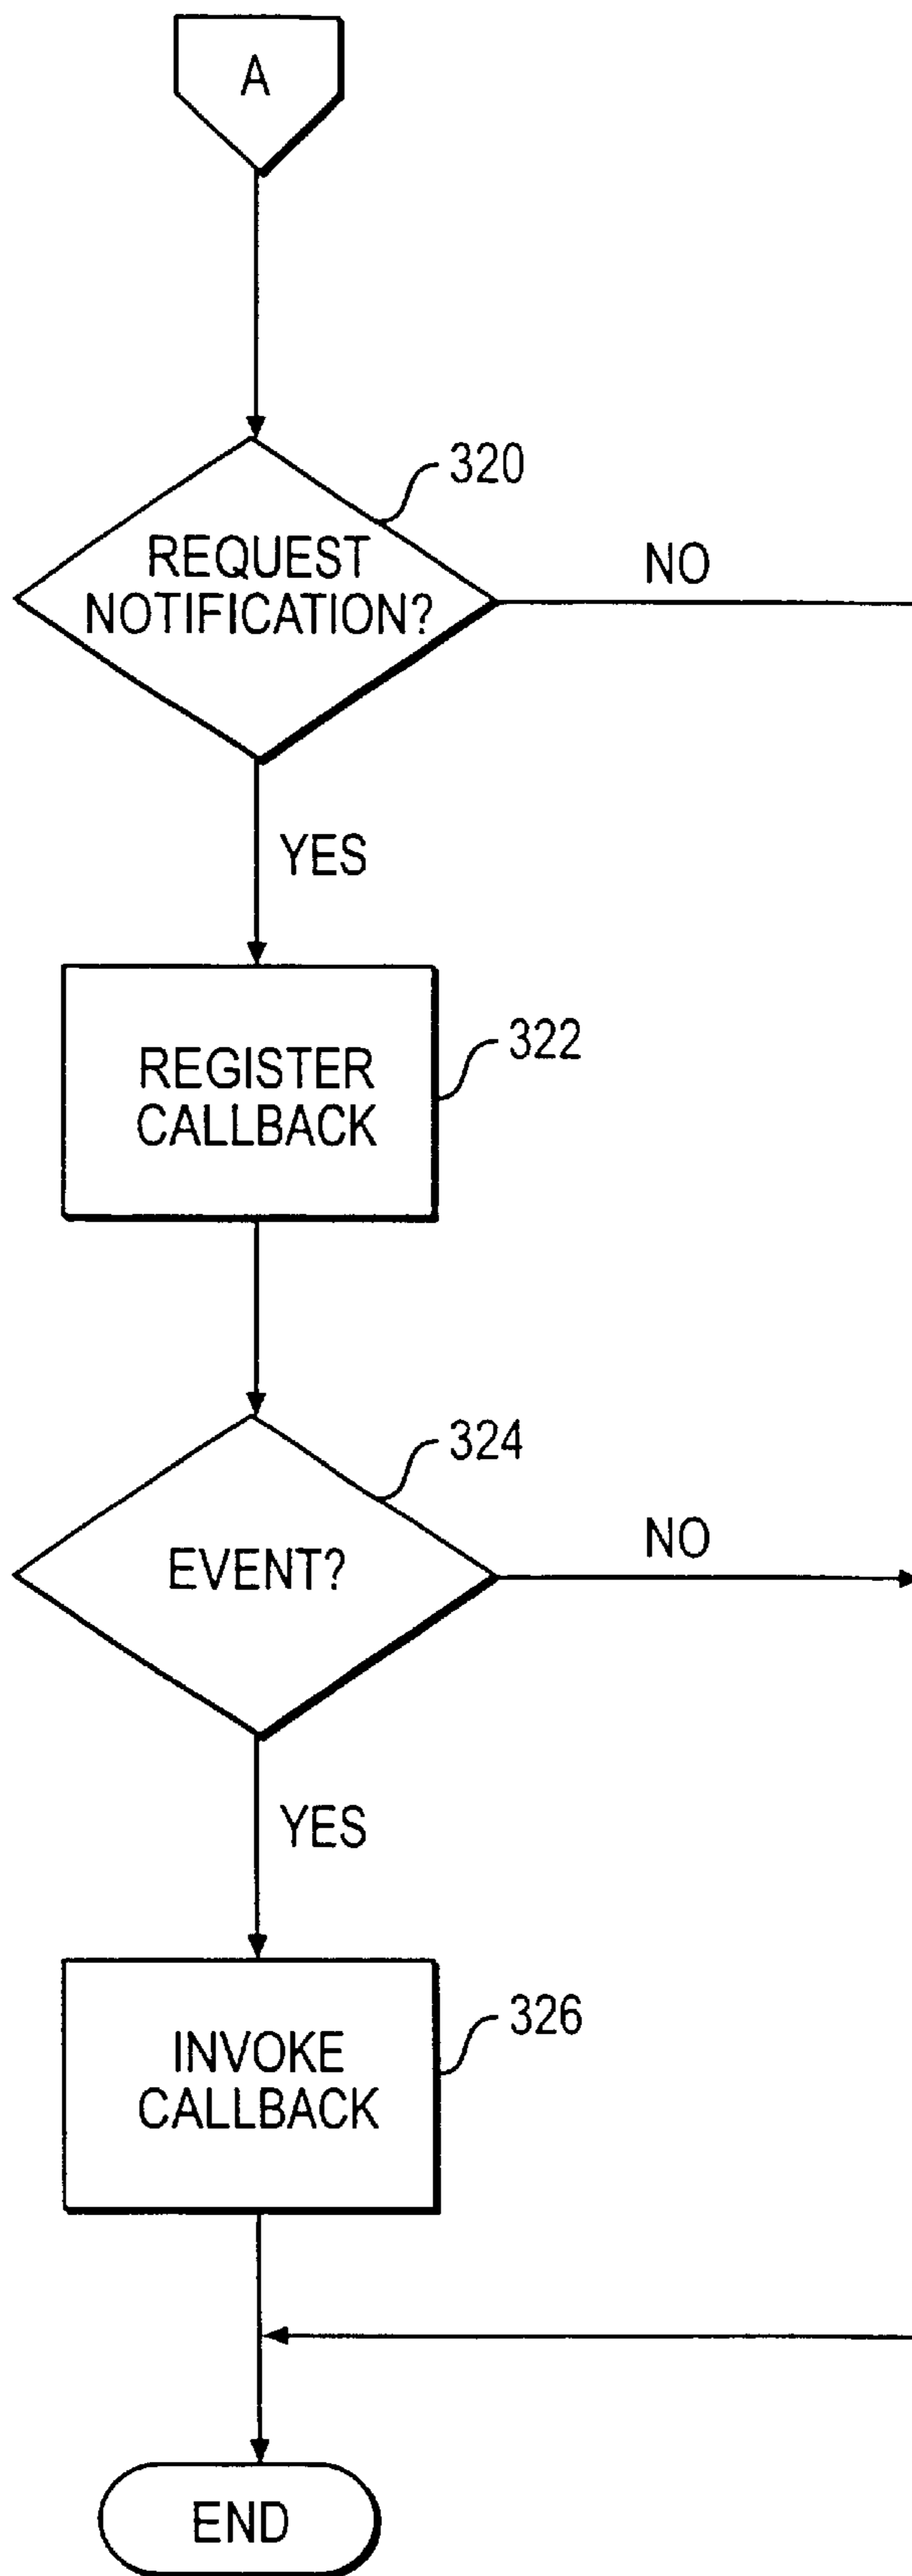 A
320
REQUEST
NOTIFICATION?
NO
YES
322
REGISTER
CALLBACK
324
EVENT?
NO
YES
326
INVOKE
CALLBACK
END